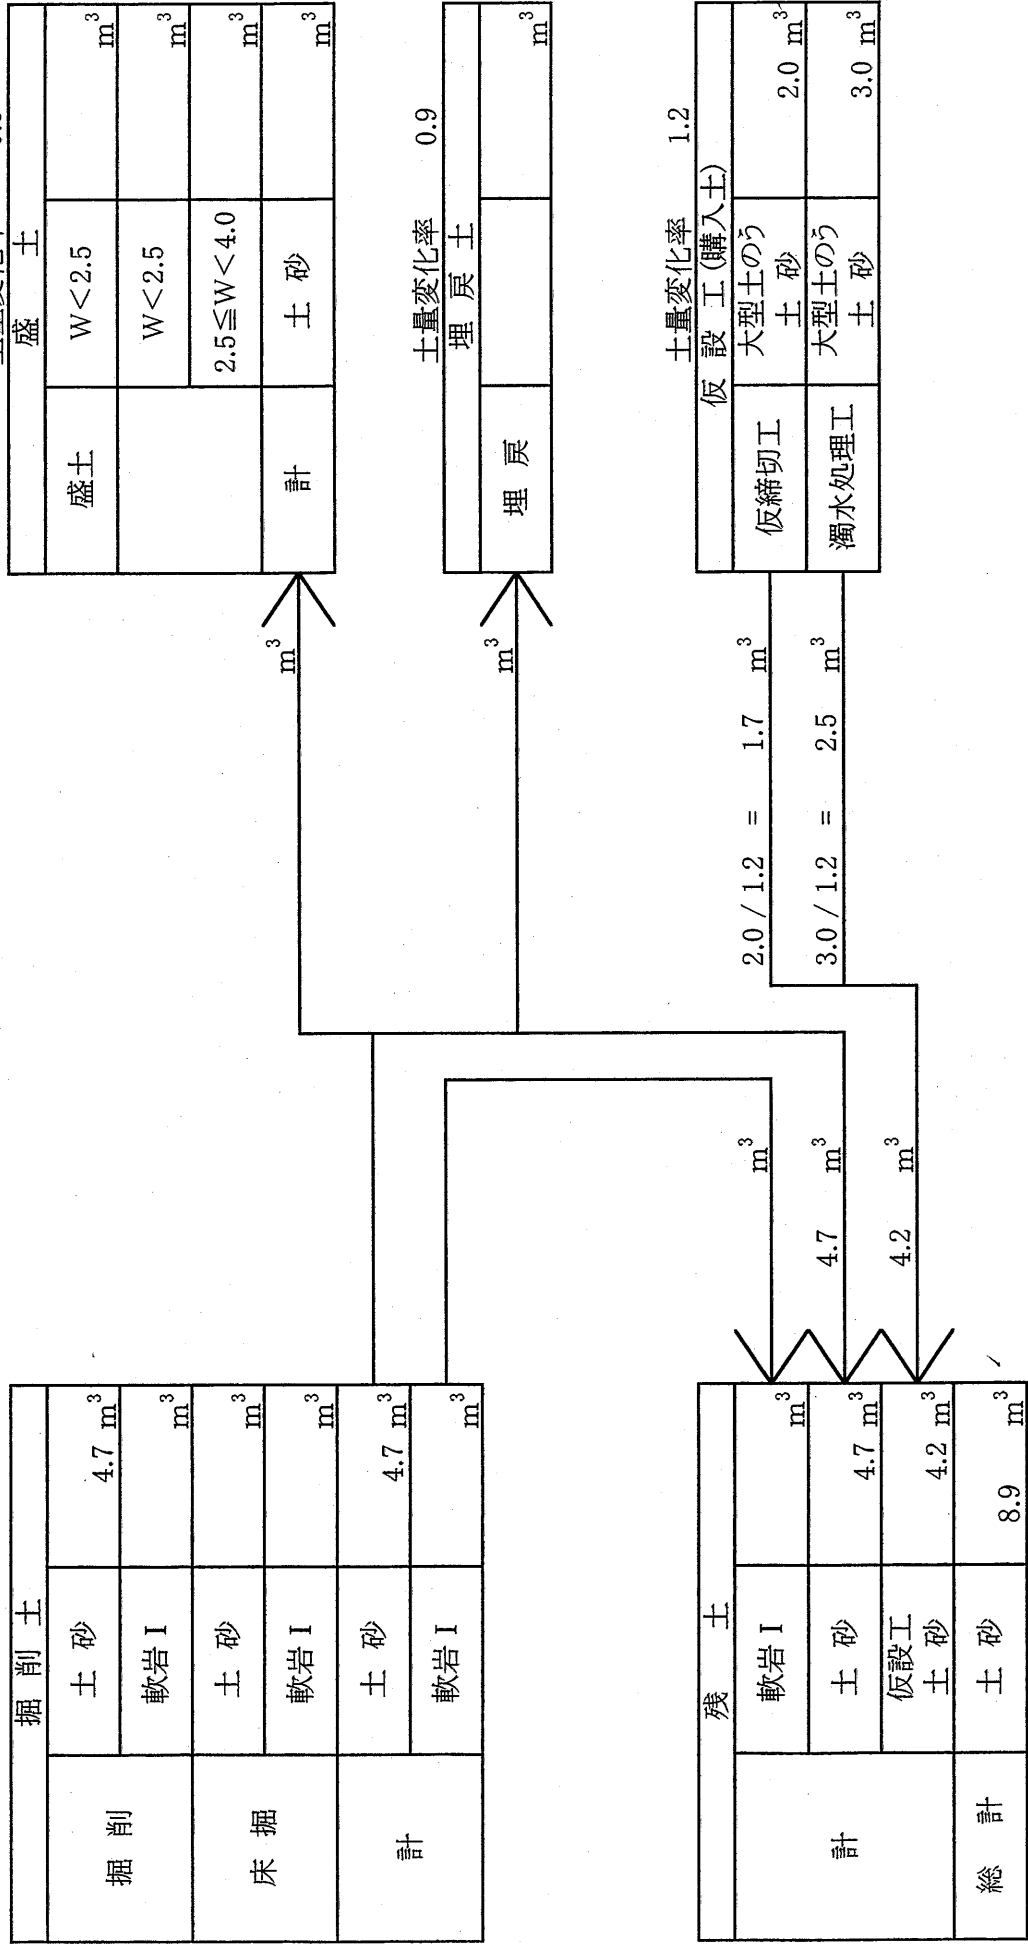 掘 削 土
掘 削 土 砂 4.7 m³
軟岩Ⅰ m³
床 掘 土 砂 m³
軟岩Ⅰ m³
計 土 砂 4.7 m³
軟岩Ⅰ m³
盛 土
盛土 W＜2.5 m³
W＜2.5 m³
2.5≦W＜4.0 m³
計 土 砂 m³
m³
土量変化率 0.9
埋 戻 土
埋 戻 m³
m³
土量変化率 1.2
仮 設 工(購入土)
仮締切工 大型土のう 土 砂 2.0 m³
濁水処理工 大型土のう 土 砂 3.0 m³
2.0 / 1.2 = 1.7 m³
3.0 / 1.2 = 2.5 m³
m³
4.7 m³
4.2 m³
残 土
計 軟岩Ⅰ m³
土 砂 4.7 m³
仮設工 土 砂 4.2 m³
総 計 土 砂 8.9 m³